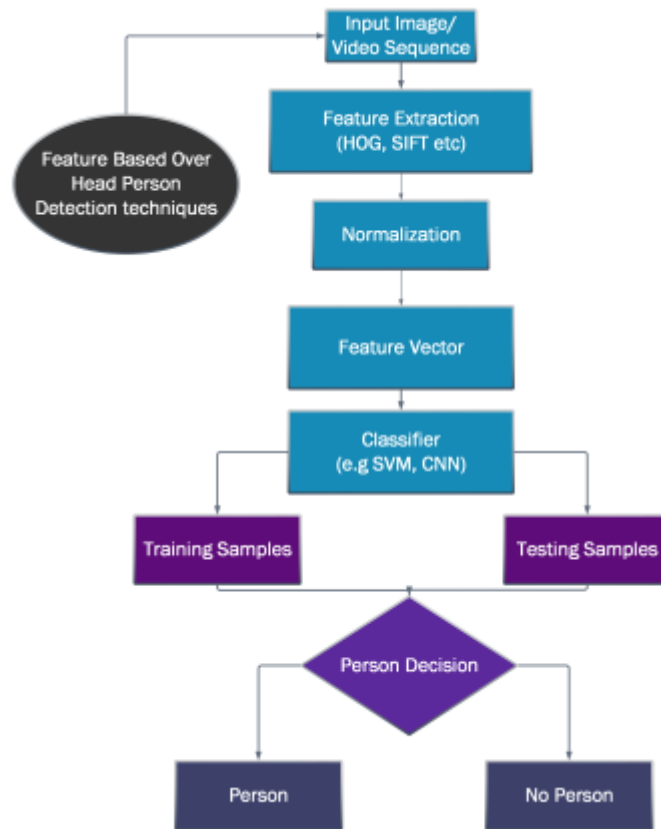 Input Image/
Video Sequence
Feature Extraction
(HOG, SIFT etc)
Feature Based Over
Head Person
Detection techniques
Normalization
Feature Vector
Classifier
(e.g SVM, CNN)
Training Samples
Testing Samples
Person Decision
Person
No Person